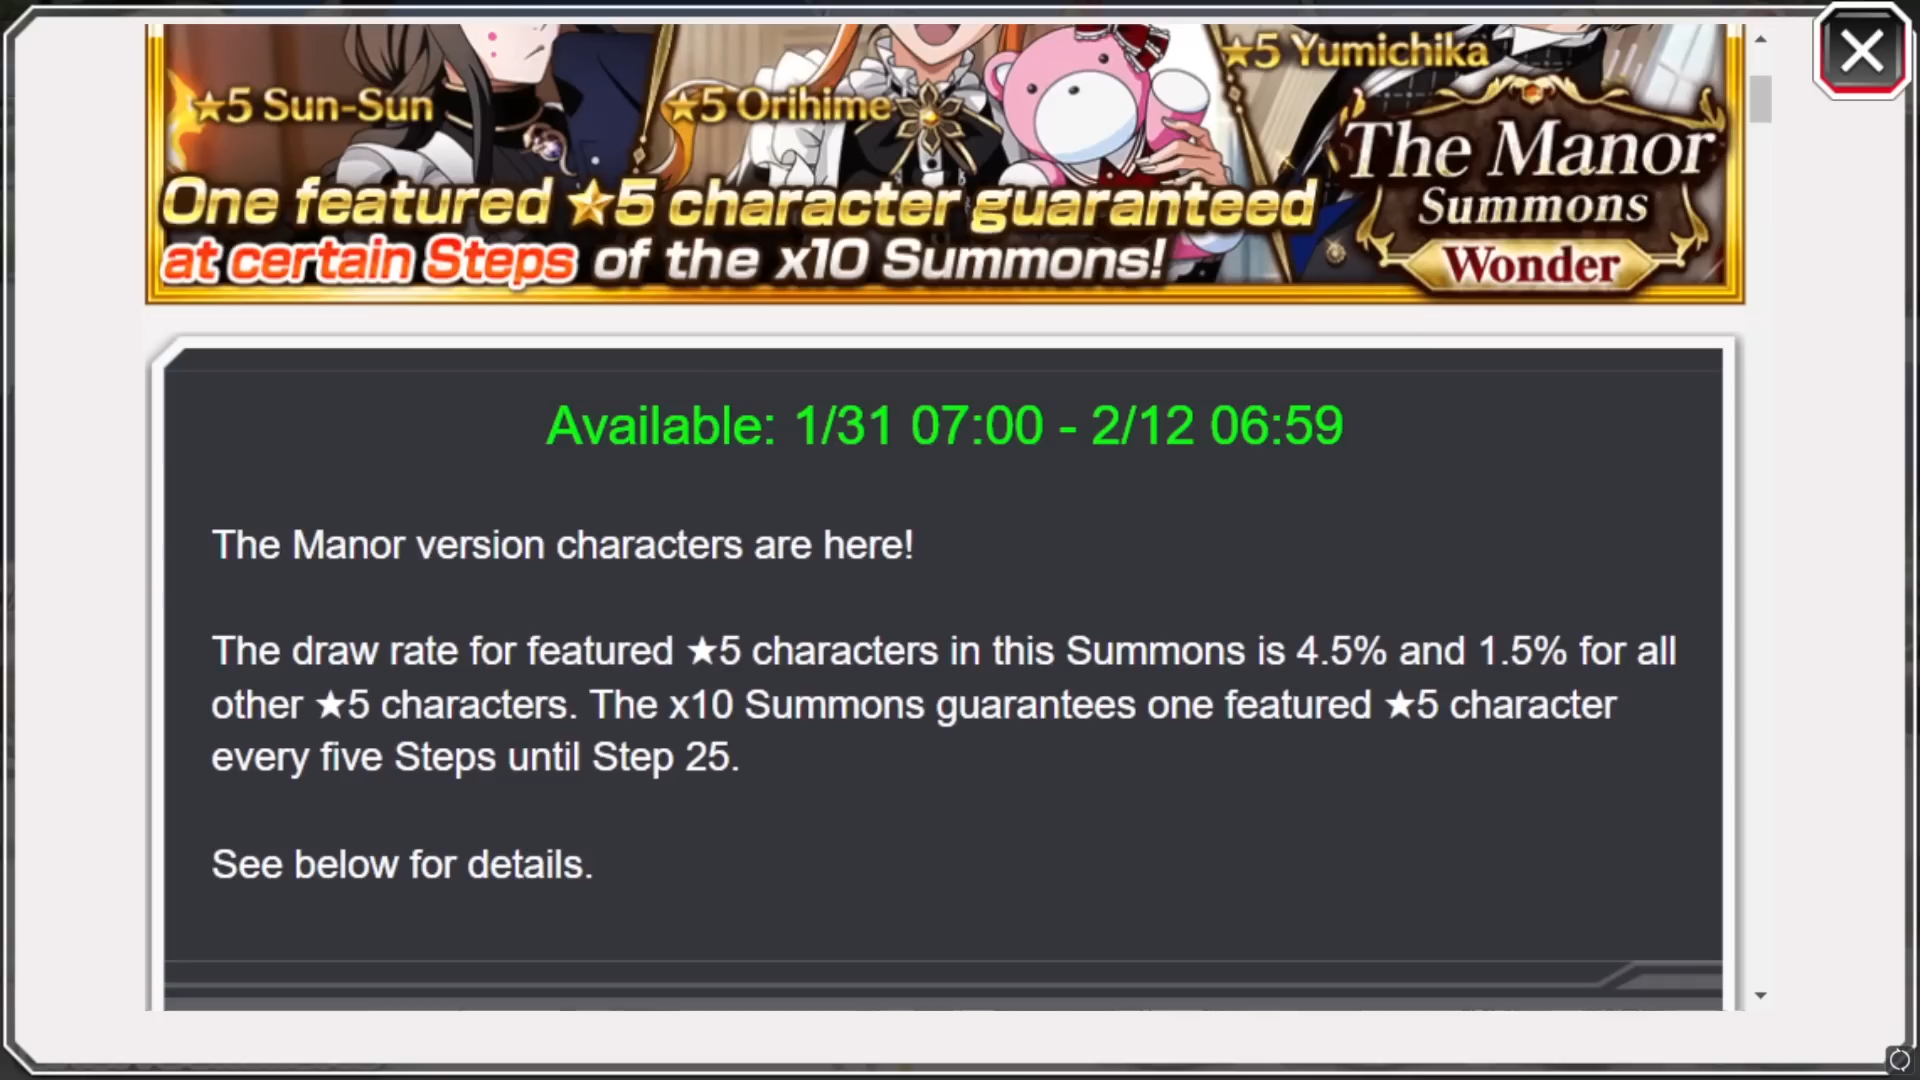 ★5 Sun-Sun
★5 Orihime
★5 Yumichika
One featured ★5 character guaranteed
at certain Steps of the x10 Summons!
The Manor
Summons
Wonder
Available: 1/31 07:00 - 2/12 06:59
The Manor version characters are here!
The draw rate for featured ★5 characters in this Summons is 4.5% and 1.5% for all
other ★5 characters. The x10 Summons guarantees one featured ★5 character
every five Steps until Step 25.
See below for details.